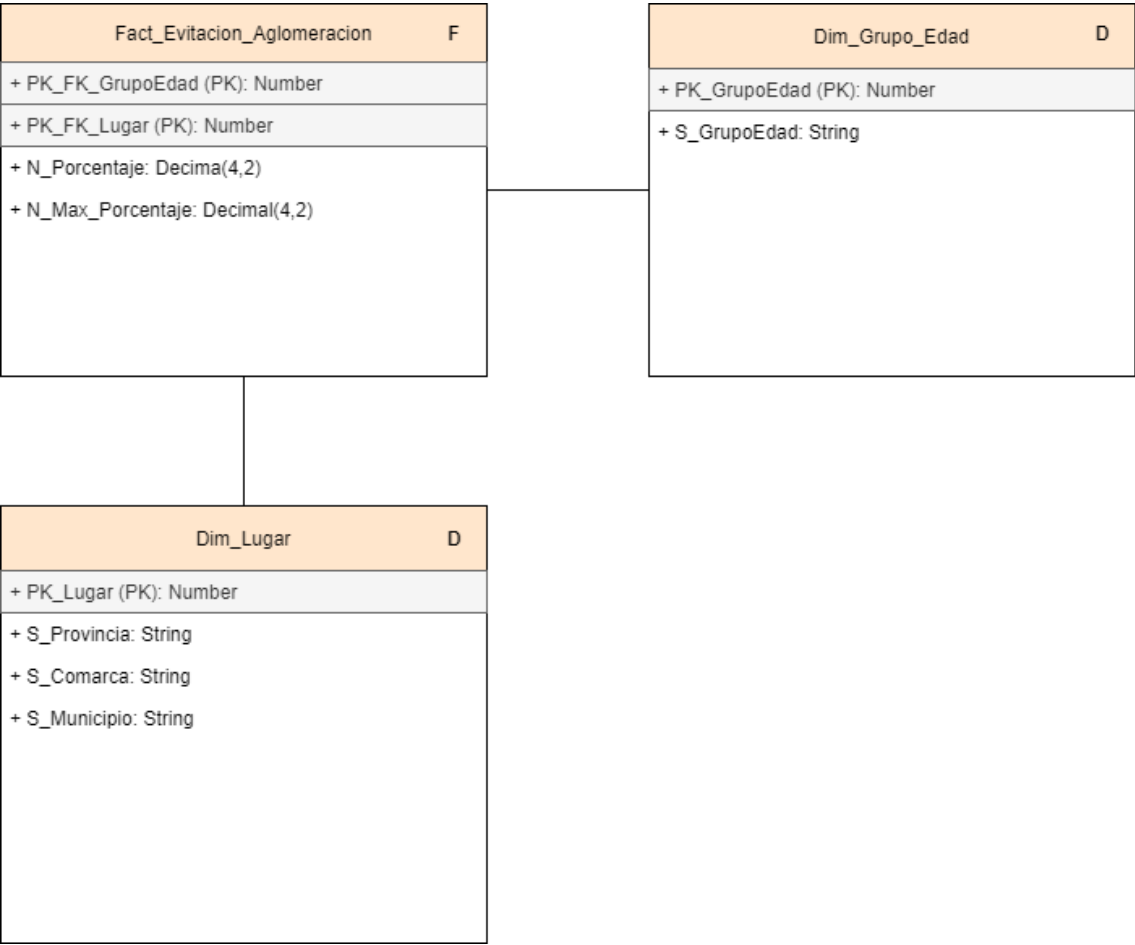 Fact_Evitacion_Aglomeracion F
+ PK_FK_GrupoEdad (PK): Number
+ PK_FK_Lugar (PK): Number
+ N_Porcentaje: Decima(4,2)
+ N_Max_Porcentaje: Decimal(4,2)
Dim_Grupo_Edad D
+ PK_GrupoEdad (PK): Number
+ S_GrupoEdad: String
Dim_Lugar D
+ PK_Lugar (PK): Number
+ S_Provincia: String
+ S_Comarca: String
+ S_Municipio: String